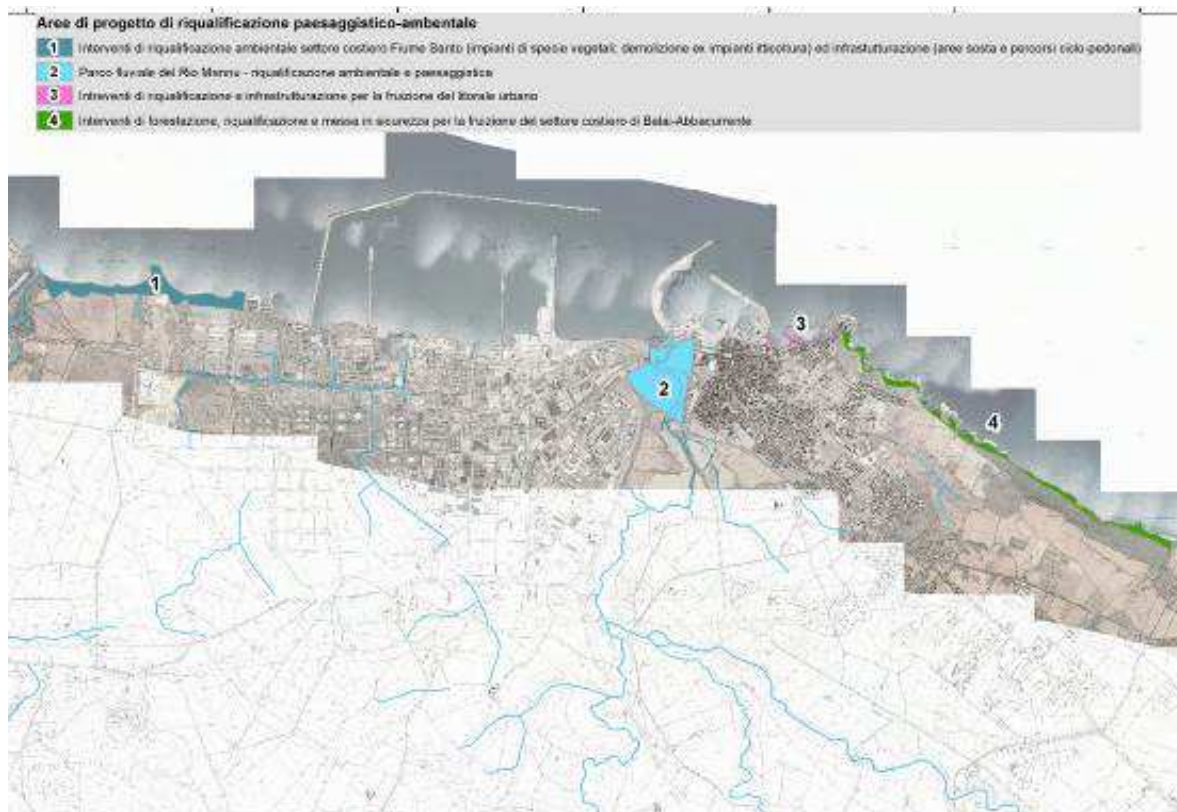 Aree di progetto di riqualificazione paesaggistico-ambientale
1 Interventi di riqualificazione ambientale settore costiero Fiume Santo (impianti di specie vegetali; demolizione ex impianti itticoltura) ed infrastutturazione (aree sosta e percorsi ciclo-pedonali)
2 Parco fluviale del Rio Mannu - riqualificazione ambientale e paesaggistica
3 Intreventi di riqualificazione e infrastrutturazione per la fruizione del litorale urbano
4 Interventi di forestazione, riqualificazione e messa in sicurezza per la fruizione del settore costiero di Balai-Abbacurrente
1
3
2
4